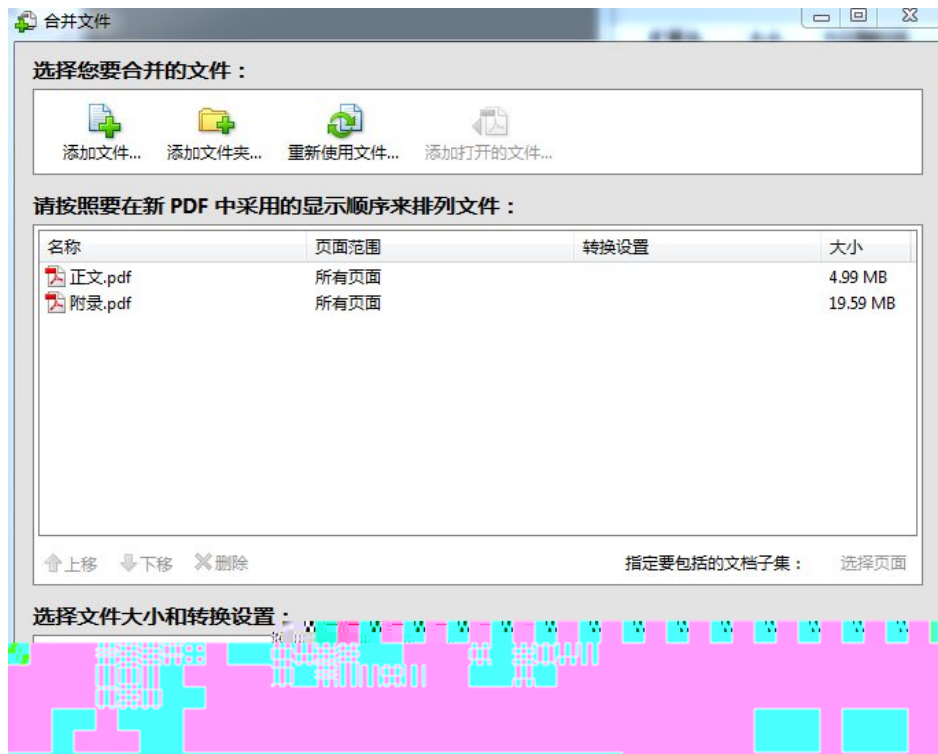 合并文件
选择您要合并的文件：
添加文件... 添加文件夹... 重新使用文件... 添加打开的文件...
请按照要在新 PDF 中采用的显示顺序来排列文件：
名称 页面范围 转换设置 大小
正文.pdf 所有页面 4.99 MB
附录.pdf 所有页面 19.59 MB
上移 下移 删除 指定要包括的文档子集： 选择页面
选择文件大小和转换设置：